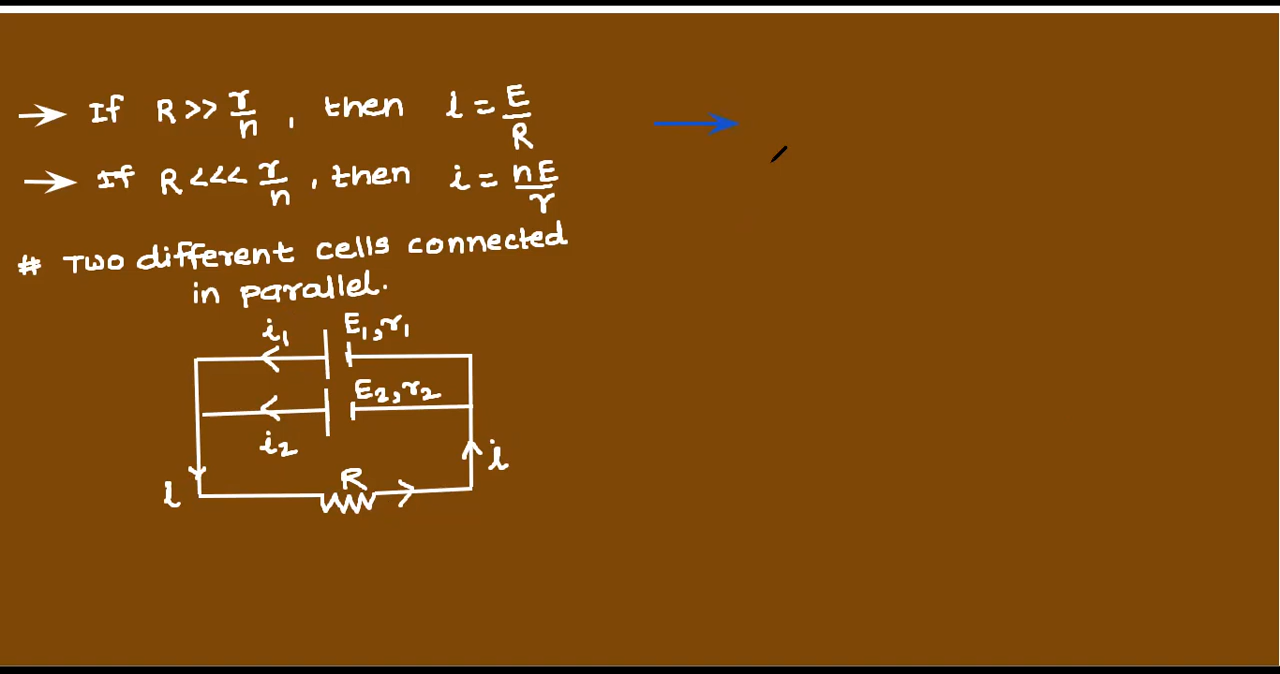 → If R >> r/n , then i = E/R
→ If R <<< r/n , then i = nE/r
# Two different cells connected
in parallel.
i₁ E₁, r₁
E₂, r₂
i₂
i R i